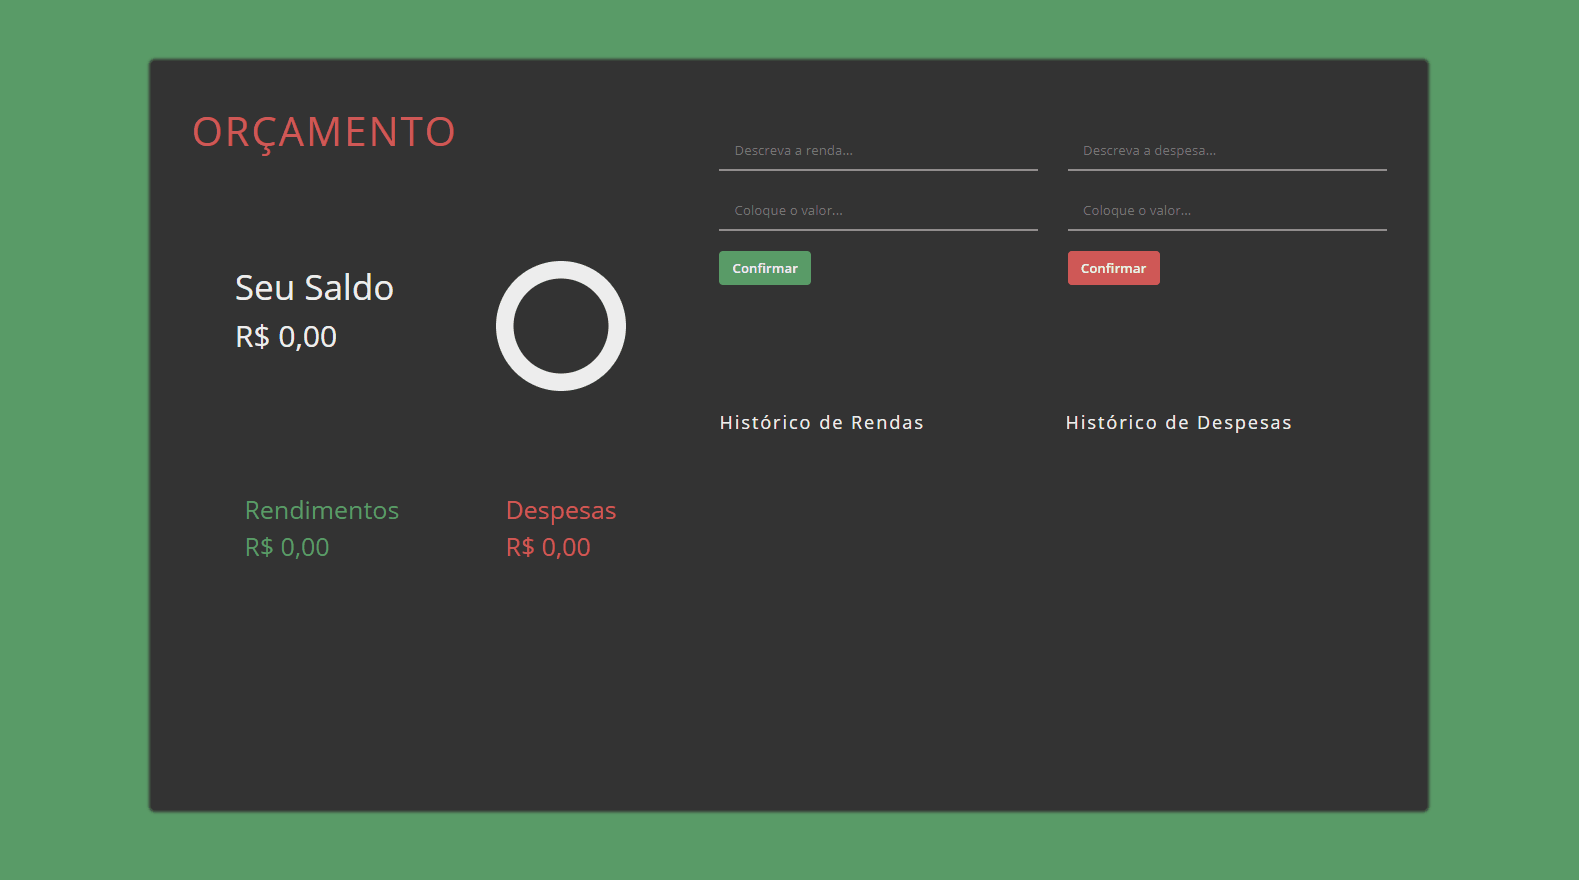 ORÇAMENTO
Seu Saldo
R$ 0,00
Rendimentos
R$ 0,00
Despesas
R$ 0,00
Descreva a renda...
Coloque o valor...
Confirmar
Descreva a despesa...
Coloque o valor...
Confirmar
Histórico de Rendas
Histórico de Despesas